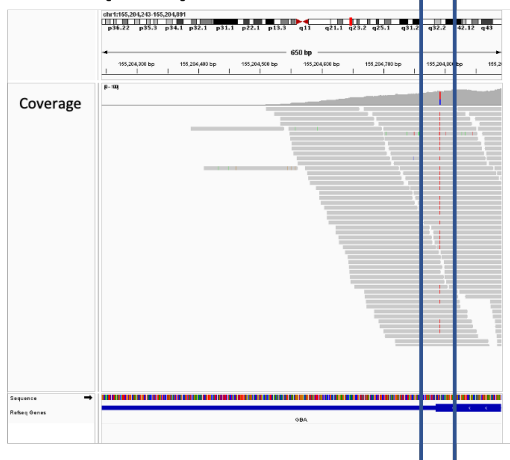 chr1:155,204,243-155,204,891
p36.22 p35.3 p34.1 p32.1 p31.1 p22.1 p13.3 q11 q21.1 q23.2 q25.1 q31.2 q32.2 42.12 q43
650 bp
155,204,300 bp 155,204,400 bp 155,204,500 bp 155,204,600 bp 155,204,700 bp 155,204,800 bp 155,2
Coverage
Sequence
Refseq Genes
GBA